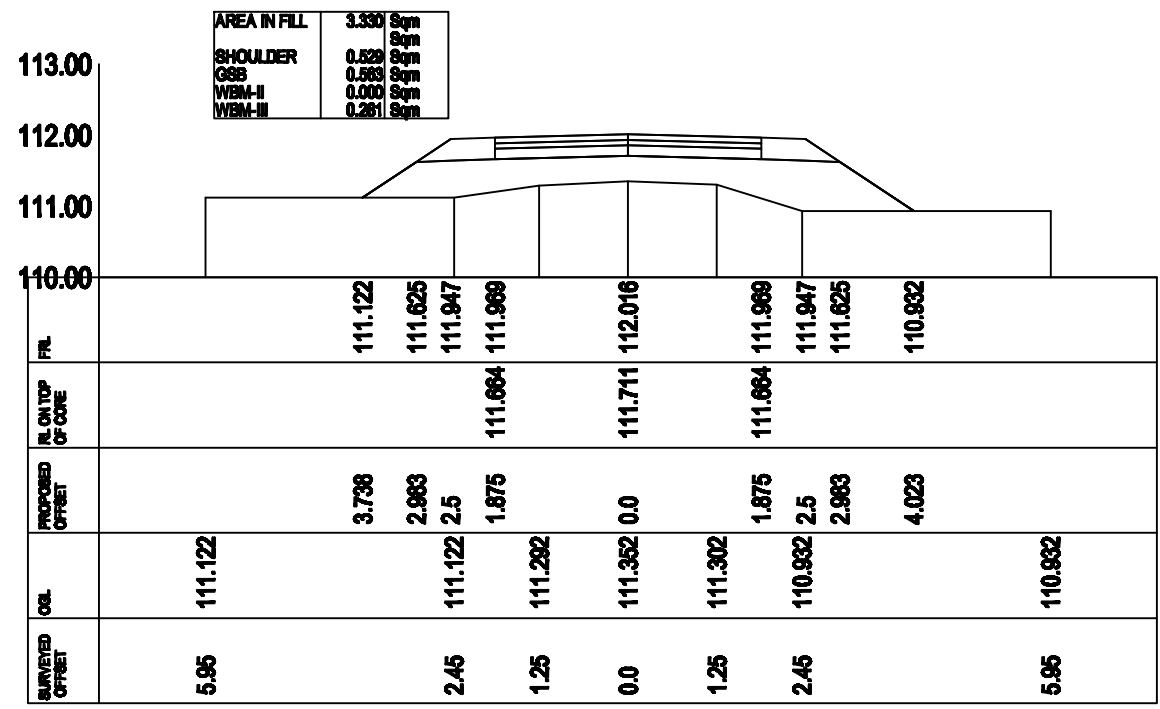 AREA IN FILL 3.330 Sqm
Sqm
SHOULDER 0.529 Sqm
GSB 0.563 Sqm
WBM-II 0.000 Sqm
WBM-III 0.281 Sqm
113.00
112.00
111.00
110.00
FRL 111.122 111.625 111.947 111.969 112.016 111.969 111.947 111.625 110.932
RL ON TOP
OF CORE
111.664 111.711 111.664
PROPOSED
OFFSET
3.738 2.983 2.5 1.875 0.0 1.875 2.5 2.983 4.023
OGL 111.122 111.122 111.292 111.352 111.302 110.932 110.932
SURVEYED
OFFSET
5.95 2.45 1.25 0.0 1.25 2.45 5.95